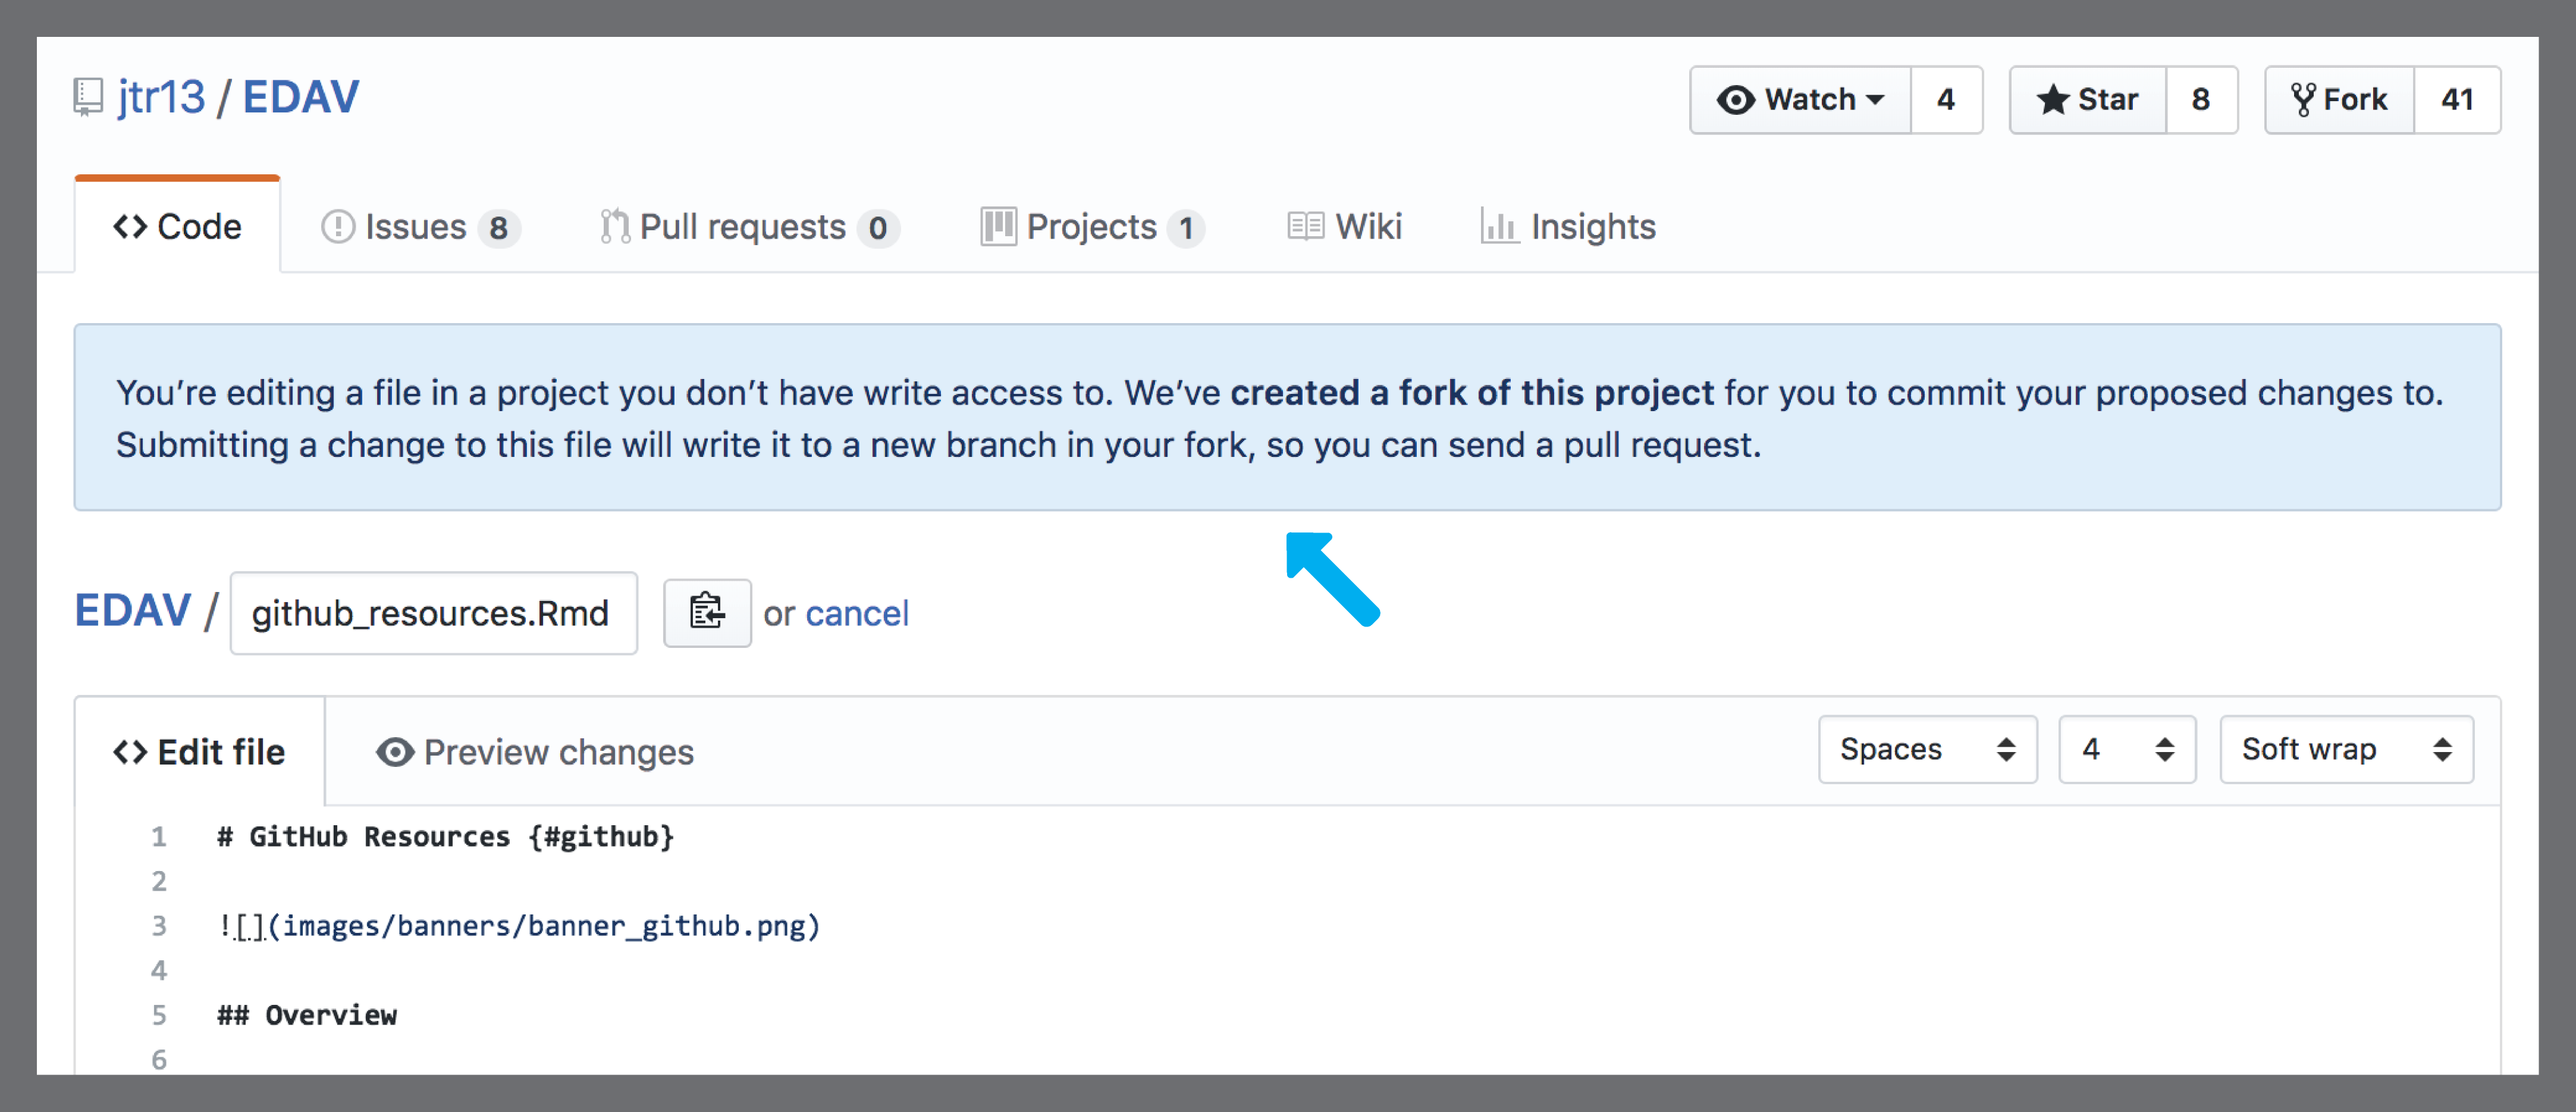 jtr13 / EDAV
Watch 4 Star 8 Fork 41
Code Issues 8 Pull requests 0 Projects 1 Wiki Insights
You’re editing a file in a project you don’t have write access to. We’ve created a fork of this project for you to commit your proposed changes to.
Submitting a change to this file will write it to a new branch in your fork, so you can send a pull request.
EDAV / github_resources.Rmd or cancel
<> Edit file Preview changes Spaces 4 Soft wrap
1 # GitHub Resources {#github}
2
3 ![](images/banners/banner_github.png)
4
5 ## Overview
6